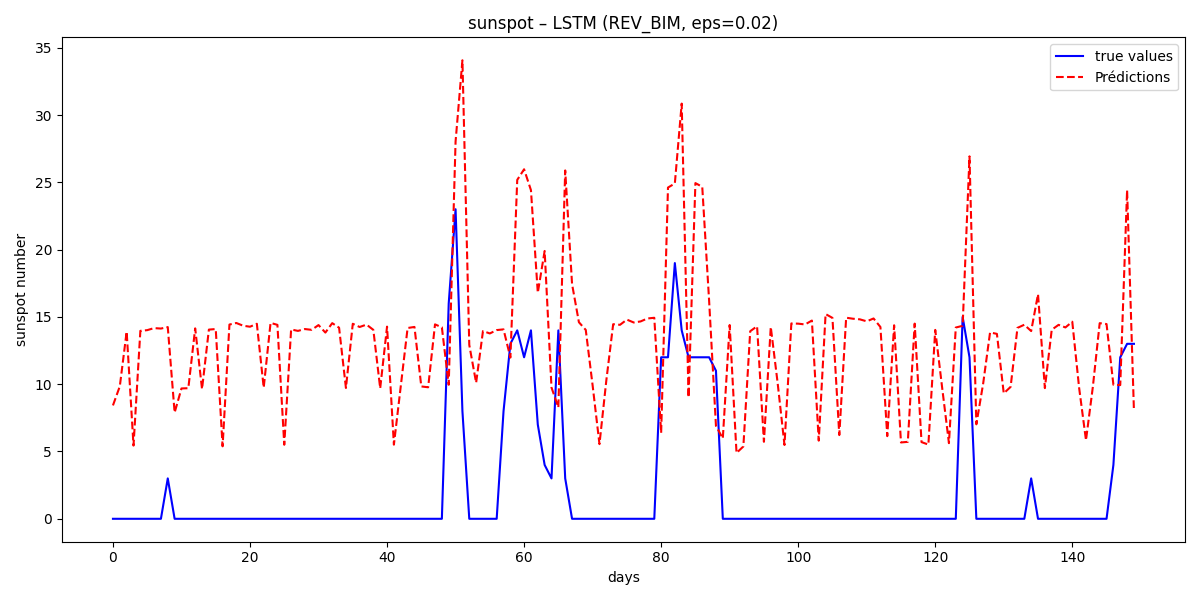 sunspot – LSTM (REV_BIM, eps=0.02)
true values
Prédictions
sunspot number
35
30
25
20
15
10
5
0
0 20 40 60 80 100 120 140
days